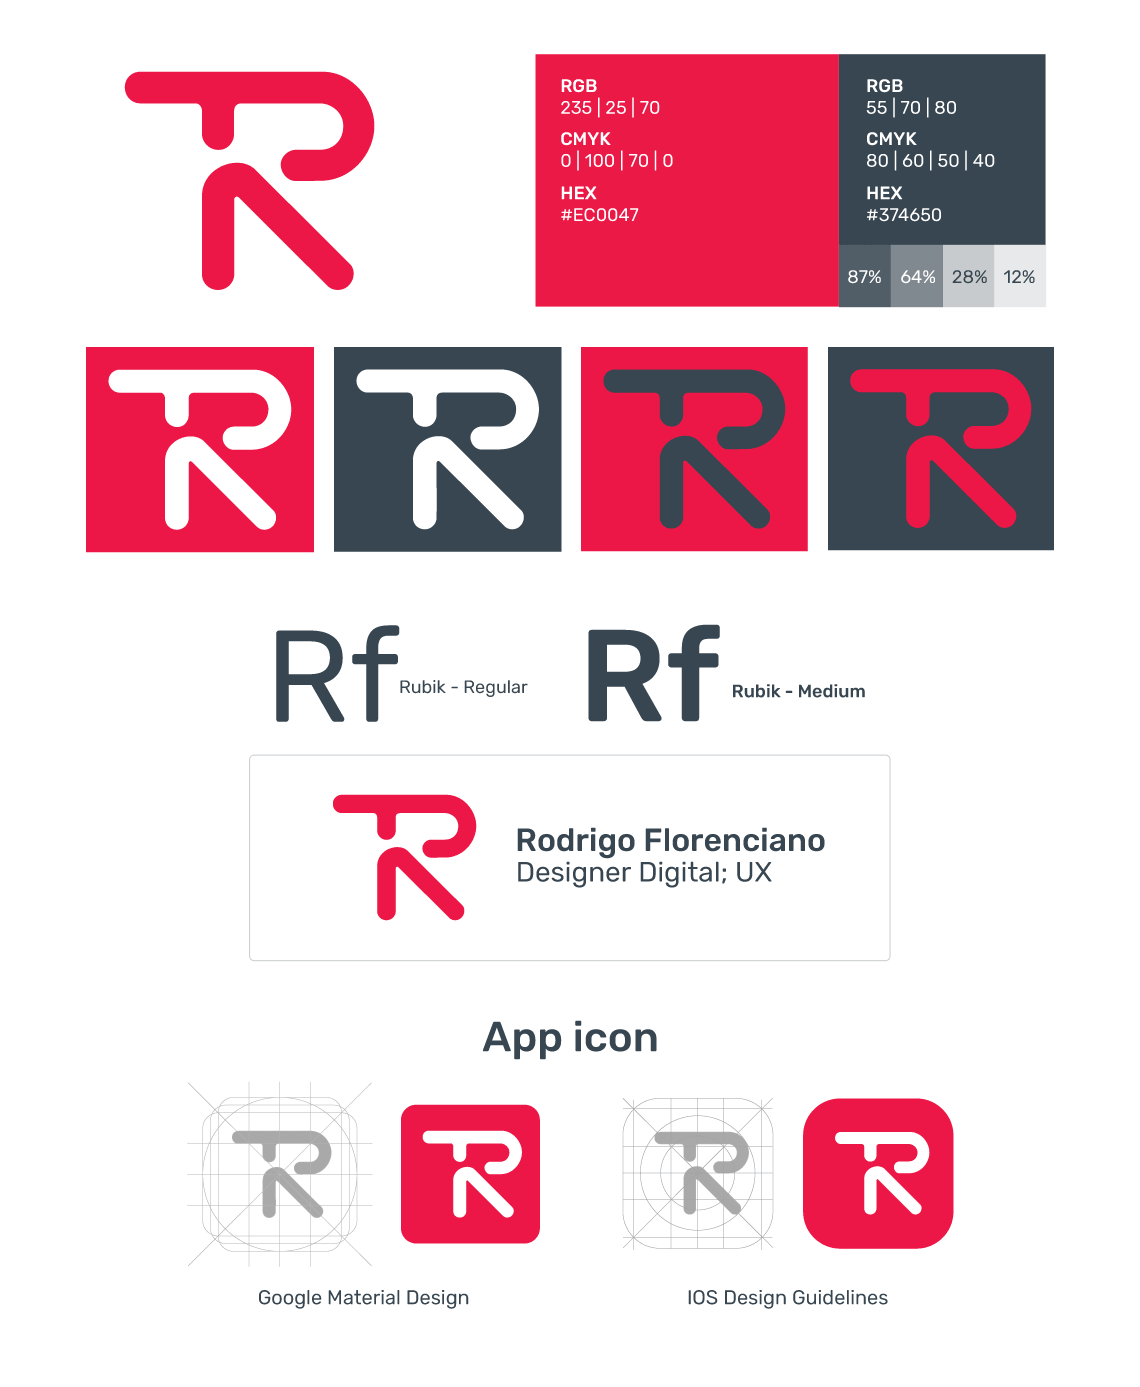 RGB
235 | 25 | 70
CMYK
0 | 100 | 70 | 0
HEX
#EC0047
RGB
55 | 70 | 80
CMYK
80 | 60 | 50 | 40
HEX
#374650
87% 64% 28% 12%
Rf Rubik - Regular
Rf Rubik - Medium
Rodrigo Florenciano
Designer Digital; UX
App icon
Google Material Design
IOS Design Guidelines